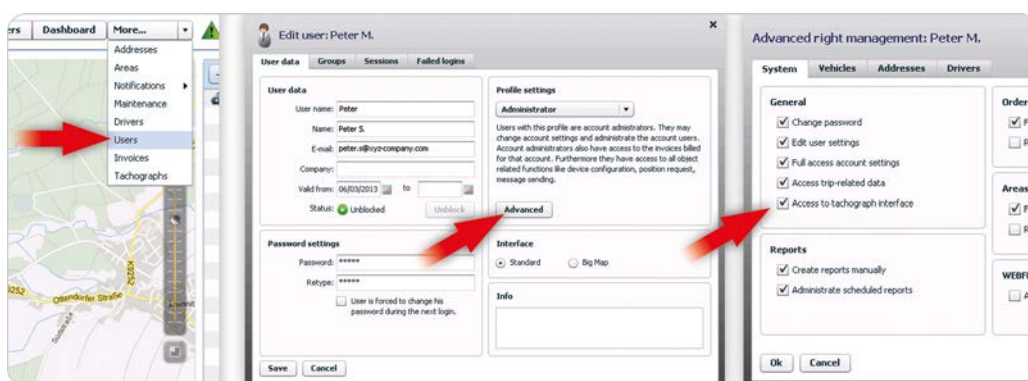 ers Dashboard More...
Addresses
Areas
Notifications
Maintenance
Drivers
Users
Invoices
Tachographs
K9252
Ottendorfer Straße
Edit user: Peter M.
User data Groups Sessions Failed logins
User data
User name: Peter
Name: Peter S.
E-mail: peter.s@xyz-company.com
Company:
Valid from: 06/03/2013 to
Status: Unblocked Unblock
Password settings
Password: *****
Retype: *****
User is forced to change his
password during the next login.
Save Cancel
Profile settings
Administrator
Users with this profile are account admistrators. They may
change account settings and administrate the account users.
Account administrators also have access to the invoices billed
for that account. Furthermore they have access to all object
related functions like device configuration, position request,
message sending.
Advanced
Interface
Standard Big Map
Info
Advanced right management: Peter M.
System Vehicles Addresses Drivers
General
Change password
Edit user settings
Full access account settings
Access trip-related data
Access to tachograph interface
Reports
Create reports manually
Administrate scheduled reports
Ok Cancel
Order
F
R
Areas
F
R
WEBFL
A